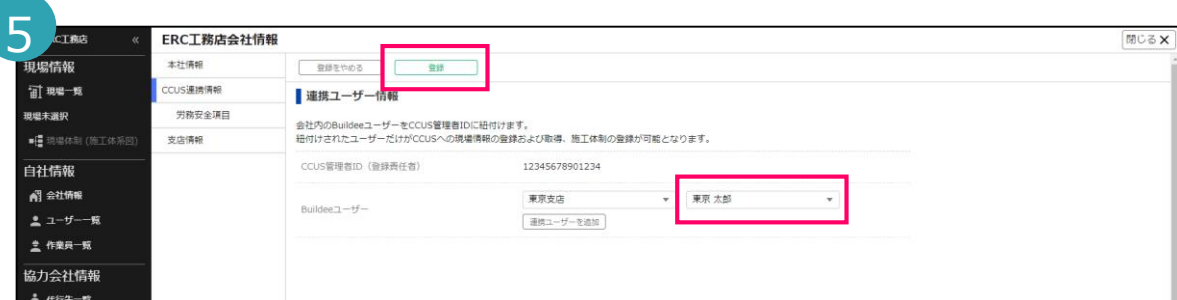 5
C工務店 «
ERC工務店会社情報
閉じる X
現場情報
現場一覧
現場未選択
現場体制 (施工体系図)
自社情報
会社情報
ユーザー一覧
作業員一覧
協力会社情報
代行先一覧
本社情報
CCUS連携情報
労務安全項目
支店情報
登録をやめる
登録
連携ユーザー情報
会社内のBuildeeユーザーをCCUS管理者IDに紐付けます。
紐付けされたユーザーだけがCCUSへの現場情報の登録および取得、施工体制の登録が可能となります。
CCUS管理者ID(登録責任者) 12345678901234
Buildeeユーザー
東京支店
東京 太郎
連携ユーザーを追加